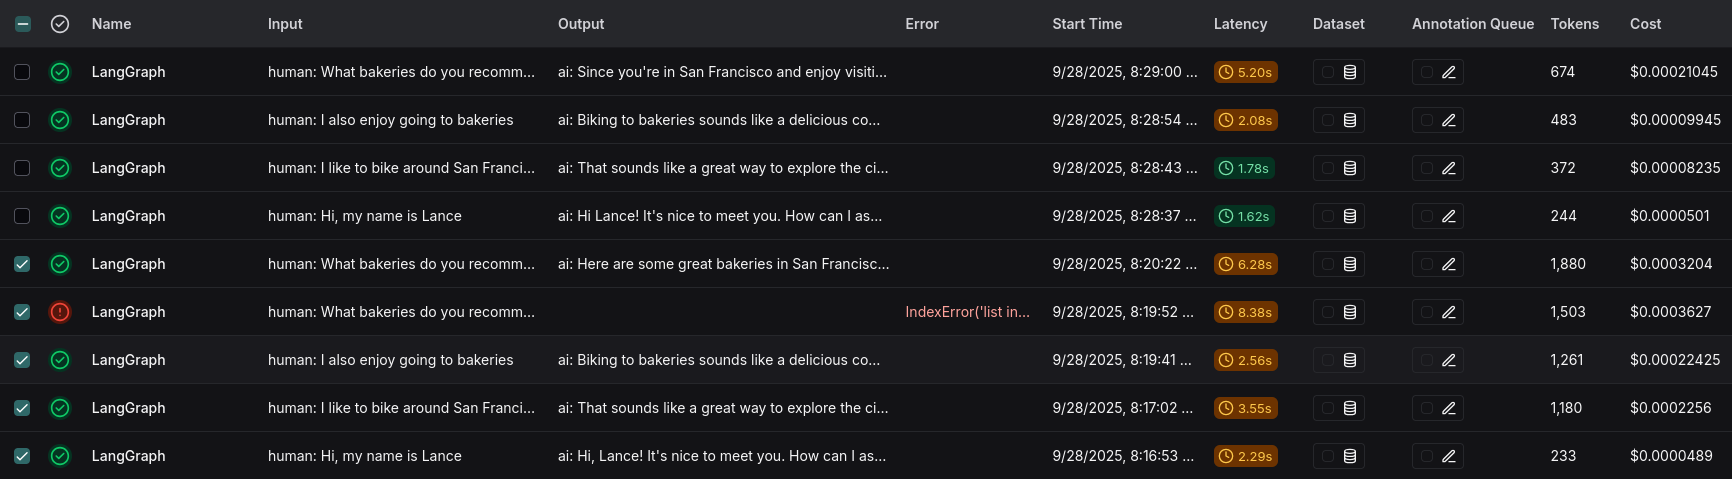 Name Input Output Error Start Time Latency Dataset Annotation Queue Tokens Cost
LangGraph human: What bakeries do you recomm... ai: Since you're in San Francisco and enjoy visiti... 9/28/2025, 8:29:00 ... 5.20s 674 $0.00021045
LangGraph human: I also enjoy going to bakeries ai: Biking to bakeries sounds like a delicious co... 9/28/2025, 8:28:54 ... 2.08s 483 $0.00009945
LangGraph human: I like to bike around San Franci... ai: That sounds like a great way to explore the ci... 9/28/2025, 8:28:43 ... 1.78s 372 $0.00008235
LangGraph human: Hi, my name is Lance ai: Hi Lance! It's nice to meet you. How can I as... 9/28/2025, 8:28:37 ... 1.62s 244 $0.0000501
LangGraph human: What bakeries do you recomm... ai: Here are some great bakeries in San Francisc... 9/28/2025, 8:20:22 ... 6.28s 1,880 $0.0003204
LangGraph human: What bakeries do you recomm... IndexError('list in... 9/28/2025, 8:19:52 ... 8.38s 1,503 $0.0003627
LangGraph human: I also enjoy going to bakeries ai: Biking to bakeries sounds like a delicious co... 9/28/2025, 8:19:41 ... 2.56s 1,261 $0.00022425
LangGraph human: I like to bike around San Franci... ai: That sounds like a great way to explore the ci... 9/28/2025, 8:17:02 ... 3.55s 1,180 $0.0002256
LangGraph human: Hi, my name is Lance ai: Hi, Lance! It's nice to meet you. How can I as... 9/28/2025, 8:16:53 ... 2.29s 233 $0.0000489